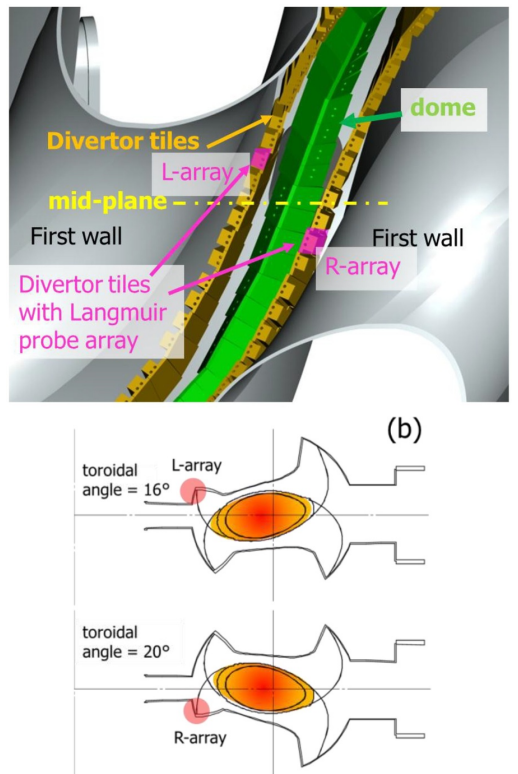 dome
Divertor tiles
L-array
mid-plane
First wall
First wall
R-array
Divertor tiles
with Langmuir
probe array
(b)
L-array
toroidal
angle = 16°
toroidal
angle = 20°
R-array